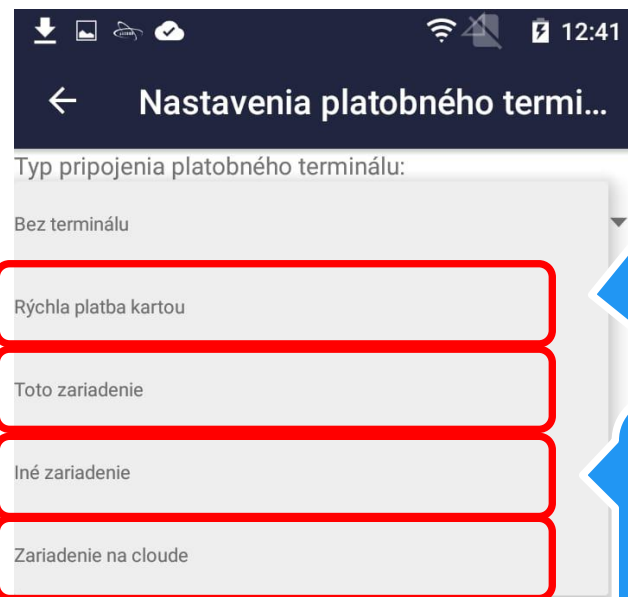 12:41
Nastavenia platobného termi...
Typ pripojenia platobného terminálu:
Bez terminálu
Rýchla platba kartou
Toto zariadenie
Iné zariadenie
Zariadenie na cloude